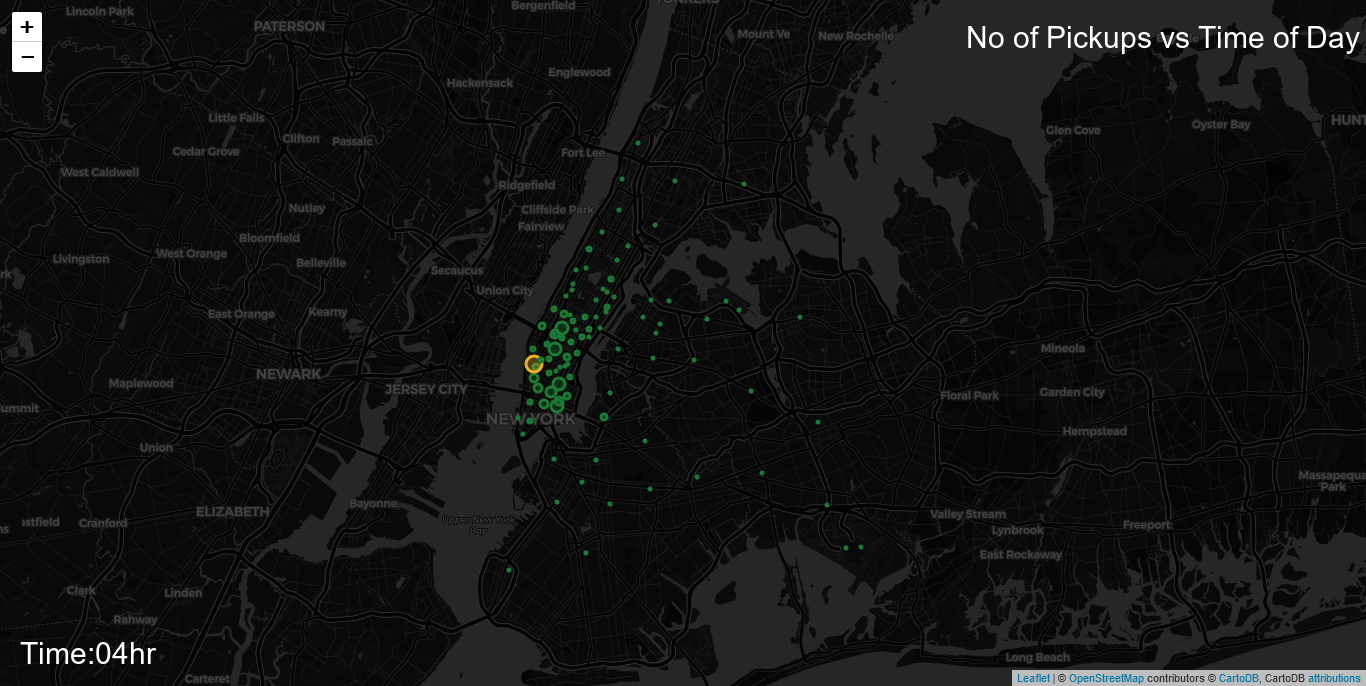 Lincoln Park
Bergenfield
YONKERS
+
PATERSON
Mount Ve
New Rochelle
No of Pickups vs Time of Day
−
Englewood
Hackensack
Little Falls
Clifton
Passaic
Glen Cove
Oyster Bay
HUNT
Cedar Grove
Fort Lee
West Caldwell
Ridgefield
Nutley
Cliffside Park
Fairview
Bloomfield
Livingston
West Orange
Belleville
Secaucus
rk
Union City
East Orange
Kearny
Mineola
NEWARK
Maplewood
JERSEY CITY
Floral Park
Garden City
ummit
NEW YORK
Hempstead
Union
Massapequa
Park
Bayonne
ELIZABETH
Valley Stream
estfield
Cranford
Upper New York
Bay
Freeport
ns
Lynbrook
East Rockaway
Clark
Linden
Rahway
Time:04hr
Long Beach
Carteret
Leaflet | © OpenStreetMap contributors © CartoDB, CartoDB attributions